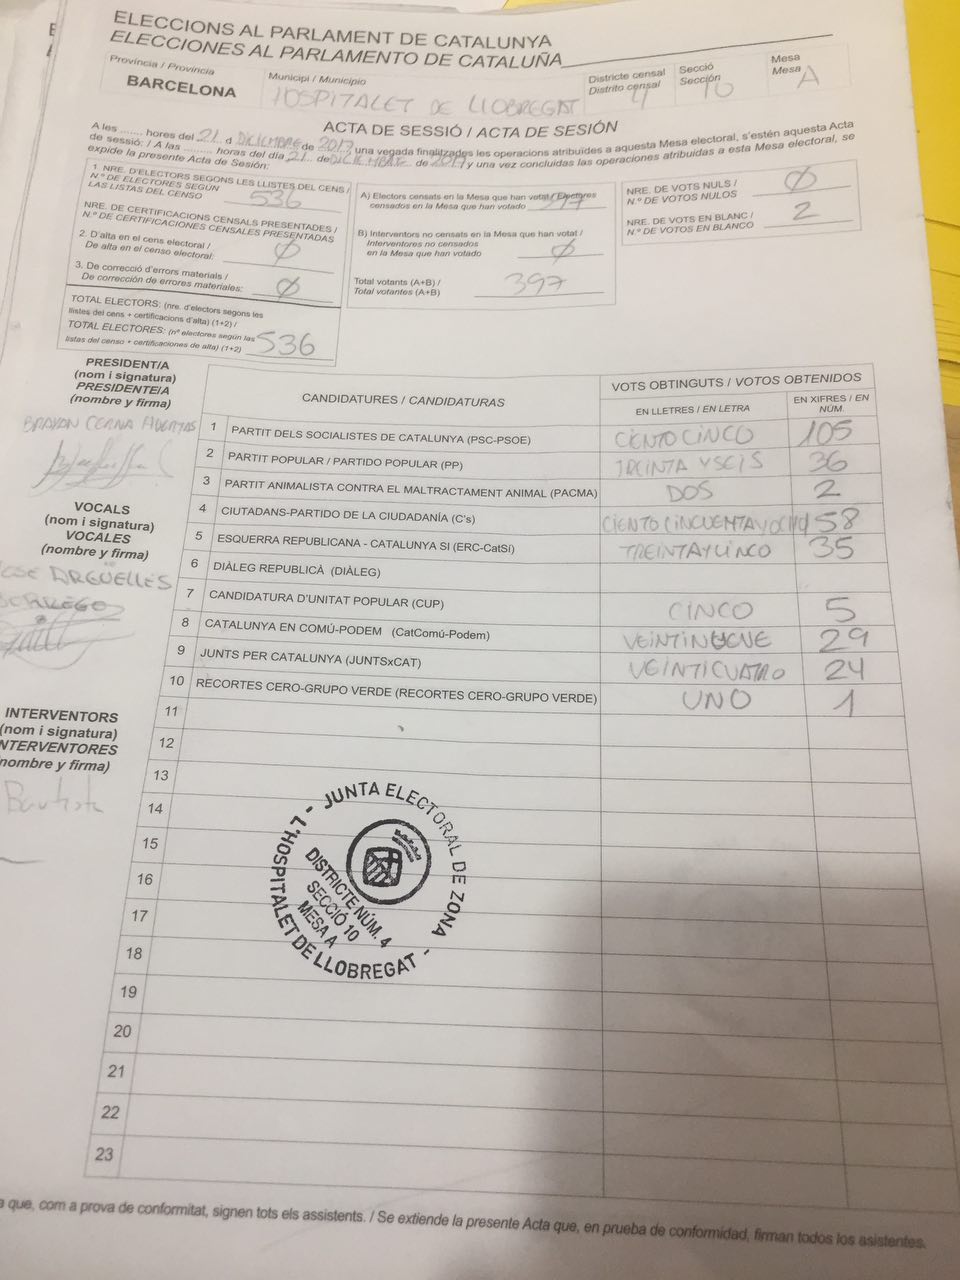 ELECCIONS AL PARLAMENT DE CATALUNYA
ELECCIONES AL PARLAMENTO DE CATALUÑA
Província / Provincia
BARCELONA
Municipi / Municipio
HOSPITALET DE LLOBREGAT
Districte censal
Distrito censal
4
Secció
Sección
10
Mesa
Mesa
A
ACTA DE SESSIÓ / ACTA DE SESIÓN
A les ....... hores del 21 d DICIEMBRE de 2017 una vegada finalitzades les operacions atribuïdes a aquesta Mesa electoral, s'estén aquesta Acta
de sessió: / A las ......... horas del día 21 de DICIEMBRE de 2017 y una vez concluidas las operaciones atribuidas a esta Mesa electoral, se
expide la presente Acta de Sesión:
1. NRE. D'ELECTORS SEGONS LES LLISTES DEL CENS /
N.º DE ELECTORES SEGÚN
LAS LISTAS DEL CENSO
536
NRE. DE CERTIFICACIONS CENSALS PRESENTADES /
N.º DE CERTIFICACIONES CENSALES PRESENTADAS
2. D'alta en el cens electoral /
De alta en el censo electoral:
Ø
3. De correcció d'errors materials /
De corrección de errores materiales:
Ø
TOTAL ELECTORS: (nre. d'electors segons les
llistes del cens + certificacions d'alta) (1+2) /
TOTAL ELECTORES: (nº electores según las
listas del censo + certificaciones de alta) (1+2)
536
A) Electors censats en la Mesa que han votat / Electores
censados en la Mesa que han votado
397
B) Interventors no censats en la Mesa que han votat /
Interventores no censados
en la Mesa que han votado
Ø
Total votants (A+B) /
Total votantes (A+B)
397
NRE. DE VOTS NULS /
N.º DE VOTOS NULOS
Ø
NRE. DE VOTS EN BLANC /
N.º DE VOTOS EN BLANCO
2
PRESIDENT/A
(nom i signatura)
PRESIDENTE/A
(nombre y firma)
BRAYAN CERNA HUERTAS
VOCALS
(nom i signatura)
VOCALES
(nombre y firma)
JOSE ARGUELLES
BORREGO
INTERVENTORS
(nom i signatura)
INTERVENTORES
(nombre y firma)
Bautista
CANDIDATURES / CANDIDATURAS
VOTS OBTINGUTS / VOTOS OBTENIDOS
EN LLETRES / EN LETRA
EN XIFRES / EN
NÚM.
1 PARTIT DELS SOCIALISTES DE CATALUNYA (PSC-PSOE) CIENTO CINCO 105
2 PARTIT POPULAR / PARTIDO POPULAR (PP) TREINTA Y SEIS 36
3 PARTIT ANIMALISTA CONTRA EL MALTRACTAMENT ANIMAL (PACMA) DOS 2
4 CIUTADANS-PARTIDO DE LA CIUDADANÍA (C's) CIENTO CINCUENTA Y OCHO 158
5 ESQUERRA REPUBLICANA - CATALUNYA SI (ERC-CatSí) TREINTA Y CINCO 35
6 DIÀLEG REPUBLICÀ (DIÀLEG)
7 CANDIDATURA D'UNITAT POPULAR (CUP) CINCO 5
8 CATALUNYA EN COMÚ-PODEM (CatComú-Podem) VEINTINUEVE 29
9 JUNTS PER CATALUNYA (JUNTSxCAT) VEINTICUATRO 24
10 RECORTES CERO-GRUPO VERDE (RECORTES CERO-GRUPO VERDE) UNO 1
11
12
13
14
15
16
17
18
19
20
21
22
23
JUNTA ELECTORAL DE ZONA - L'HOSPITALET DE LLOBREGAT -
DISTRICTE NÚM. 4
SECCIÓ 10
MESA A
a que, com a prova de conformitat, signen tots els assistents. / Se extiende la presente Acta que, en prueba de conformidad, firman todos los asistentes.